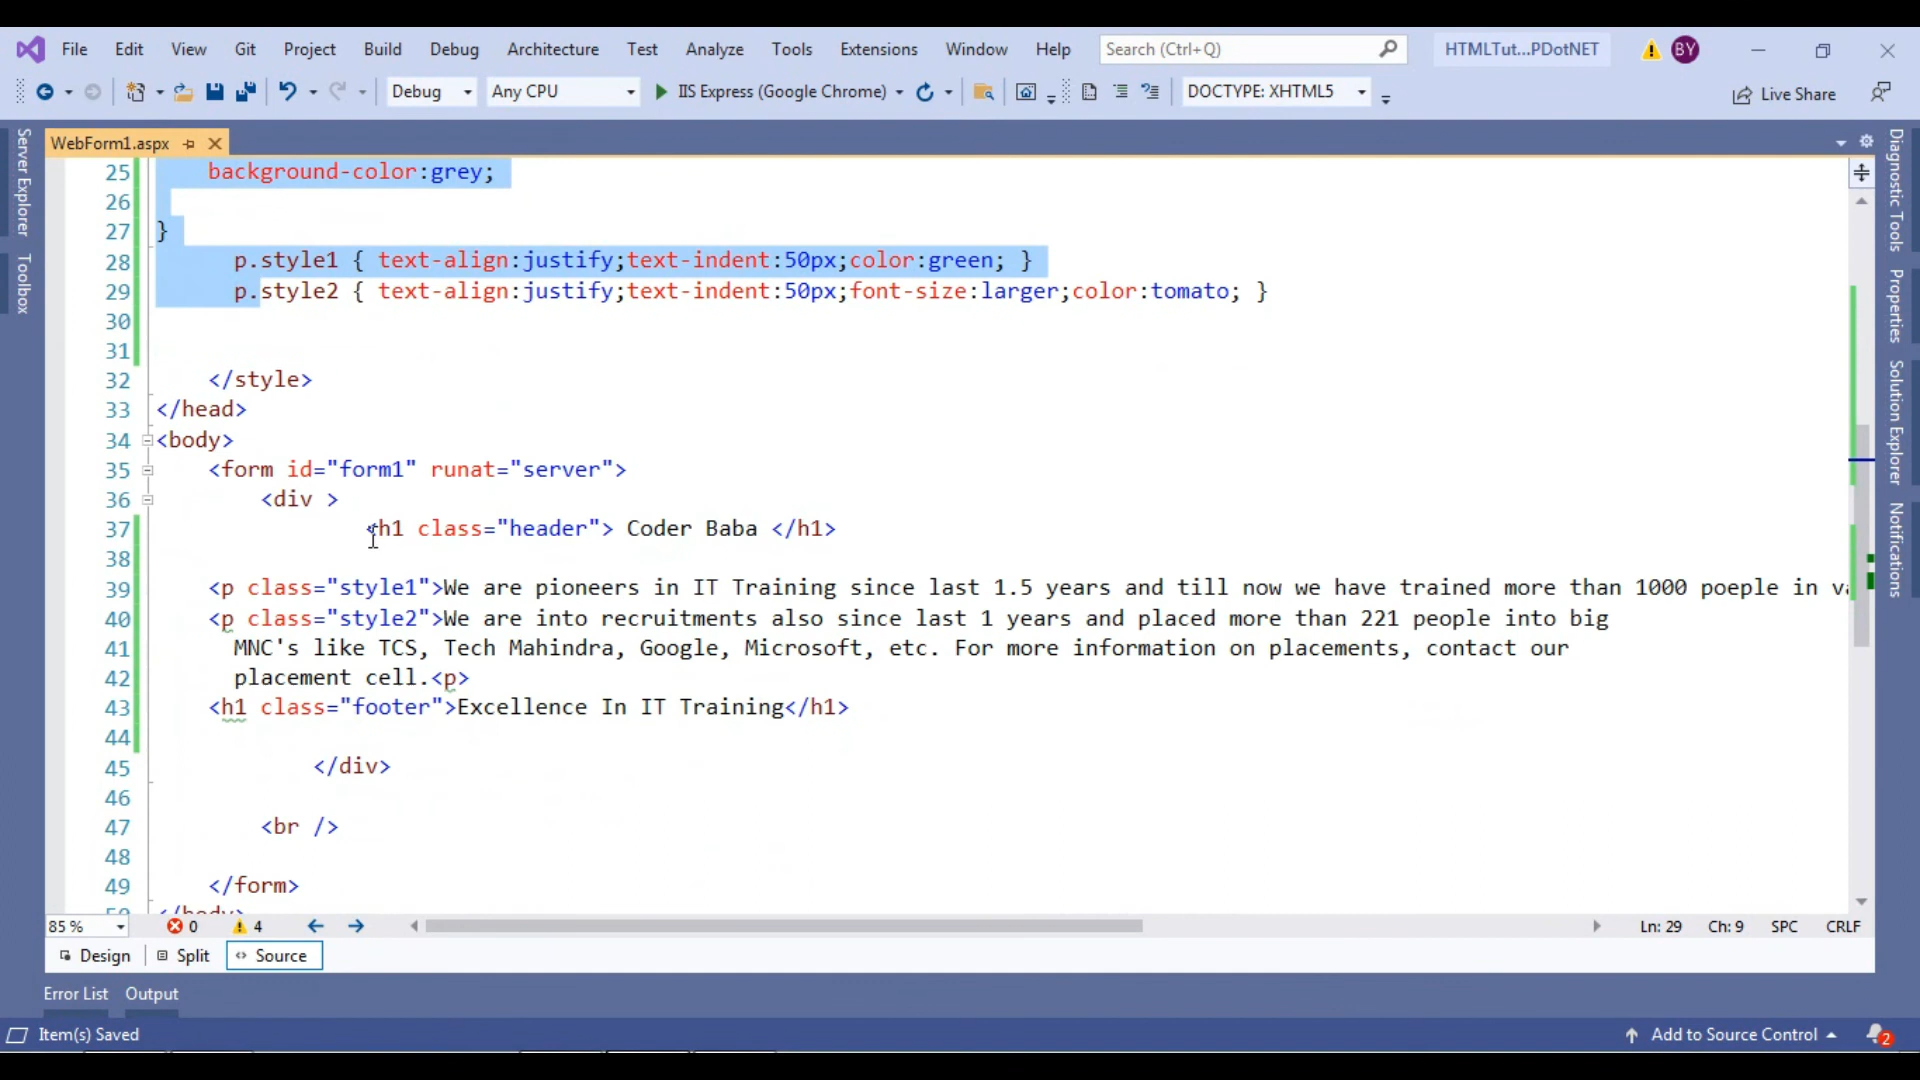 File Edit View Git Project Build Debug Architecture Test Analyze Tools Extensions Window Help Search (Ctrl+Q) HTMLTut...PDotNET BY
Debug Any CPU IIS Express (Google Chrome) DOCTYPE: XHTML5 Live Share
WebForm1.aspx
Server Explorer
Toolbox
25 background-color:grey;
26
27 }
28 p.style1 { text-align:justify;text-indent:50px;color:green; }
29 p.style2 { text-align:justify;text-indent:50px;font-size:larger;color:tomato; }
30
31
32 </style>
33 </head>
34 <body>
35 <form id="form1" runat="server">
36 <div >
37 <h1 class="header"> Coder Baba </h1>
38
39 <p class="style1">We are pioneers in IT Training since last 1.5 years and till now we have trained more than 1000 poeple in
40 <p class="style2">We are into recruitments also since last 1 years and placed more than 221 people into big
41 MNC's like TCS, Tech Mahindra, Google, Microsoft, etc. For more information on placements, contact our
42 placement cell.<p>
43 <h1 class="footer">Excellence In IT Training</h1>
44
45 </div>
46
47 <br />
48
49 </form>
</body>
Diagnostic Tools
Properties
Solution Explorer
Notifications
85 % 0 4 Ln: 29 Ch: 9 SPC CRLF
Design Split Source
Error List Output
Item(s) Saved Add to Source Control 2